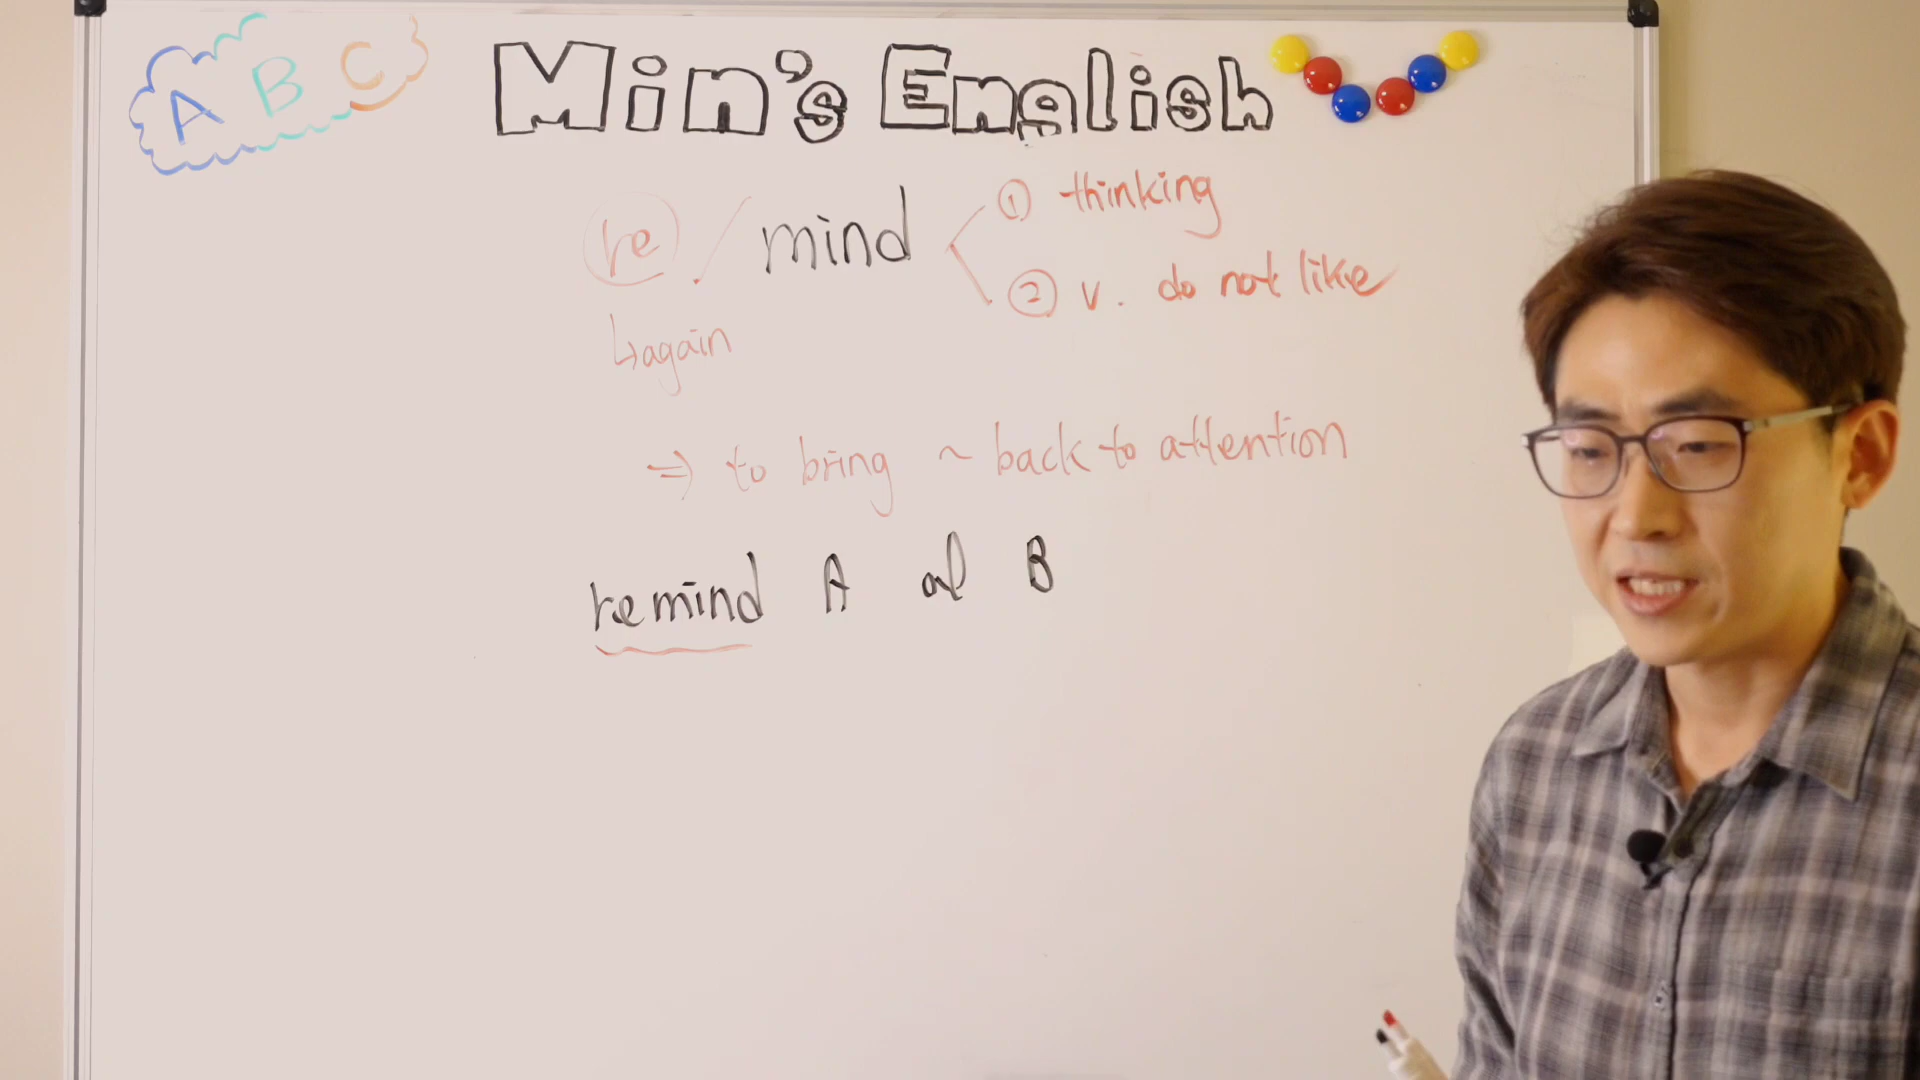 A B C
Min's English
re / mind
① thinking
② v. do not like
↳ again
⇒ to bring ~ back to attention
remind A of B